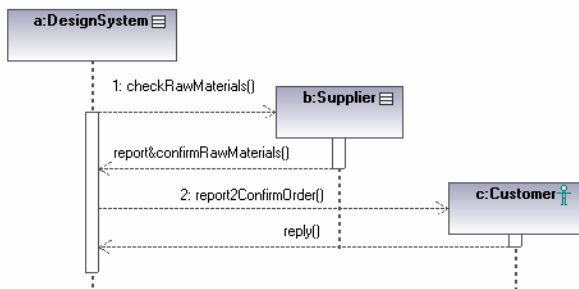 a:DesignSystem
1: checkRawMaterials()
b:Supplier
report&confirmRawMaterials()
2: report2ConfirmOrder()
c:Customer
reply()